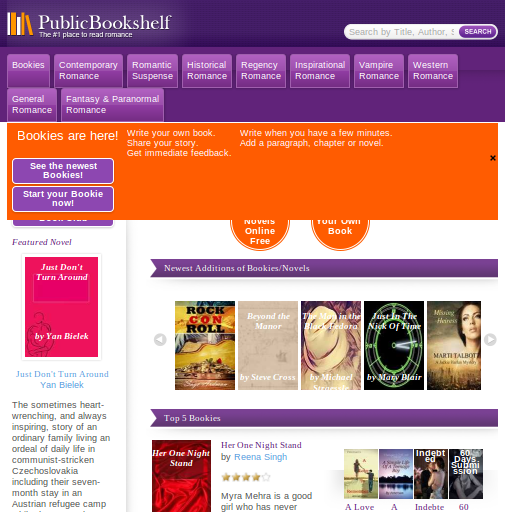 PublicBookshelf
The #1 place to read romance
Search by Title, Author, S
SEARCH
Bookies
Contemporary
Romance
Romantic
Suspense
Historical
Romance
Regency
Romance
Inspirational
Romance
Vampire
Romance
Western
Romance
General
Romance
Fantasy & Paranormal
Romance
Bookies are here!
Write your own book.
Share your story.
Get immediate feedback.
Write when you have a few minutes.
Add a paragraph, chapter or novel.
See the newest
Bookies!
Start your Bookie
now!
Novels
Online
Free
Your Own
Book
Featured Novel
Just Don't
Turn Around
by Yan Bielek
Just Don't Turn Around
Yan Bielek
The sometimes heart-
wrenching, and always
inspiring, story of an
ordinary family living an
ordeal of daily life in
communist-stricken
Czechoslovakia
including their seven-
month stay in an
Austrian refugee camp
Newest Additions of Bookies/Novels
ROCK
CON
ROLL
Beyond the
Manor
by Steve Cross
The Man in the
Black Fedora
by Michael
Just In The
Nick Of Time
by Mary Blair
Missing
Heiress
MARTI TALBOTT
Top 5 Bookies
Her One Night
Stand
Her One Night Stand
by Reena Singh
Myra Mehra is a good
girl who has never
Indebt
ed
60
Days
Submi
ssion
A Love
A
Indebte
60